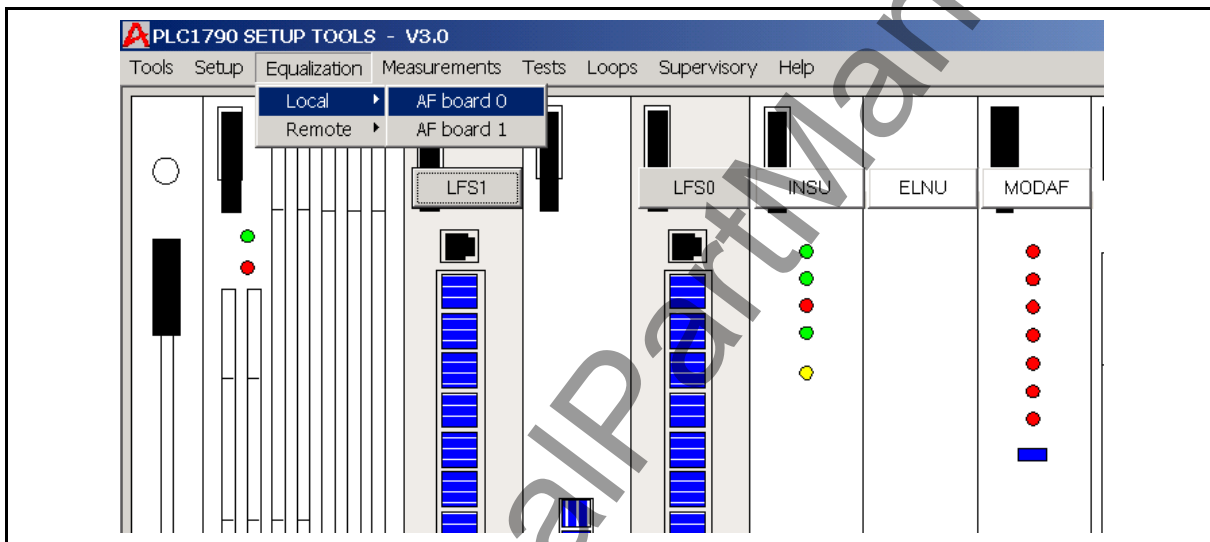 PLC1790 SETUP TOOLS - V3.0
Tools Setup Equalization Measurements Tests Loops Supervisory Help
Local AF board 0
Remote AF board 1
LFS1 LFS0 INSU ELNU MODAF
alPartMan